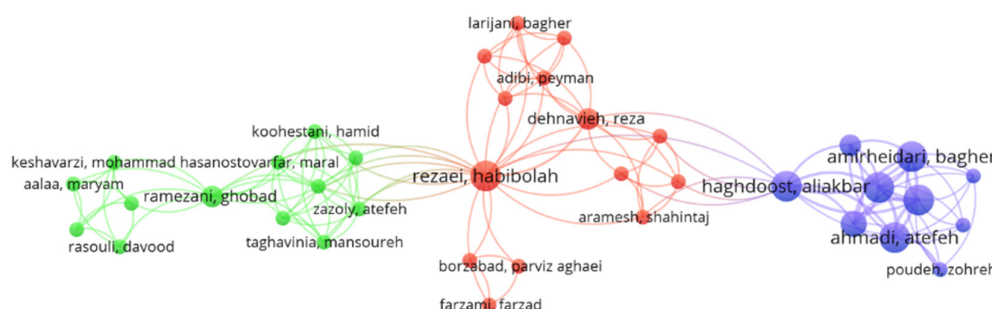 larijani, bagher
adibi, peyman
dehnavieh, reza
koohestani, hamid
keshavarzi, mohammad hasan
ostovarfar, maral
aalaa, maryam
ramezani, ghobad
zazoly, atefeh
rasouli, davood
taghavinia, mansoureh
rezaei, habibolah
aramesh, shahintaj
borzabad, parviz aghaei
farzami, farzad
amirheidari, bagher
haghdoost, aliakbar
ahmadi, atefeh
poudeh, zohreh